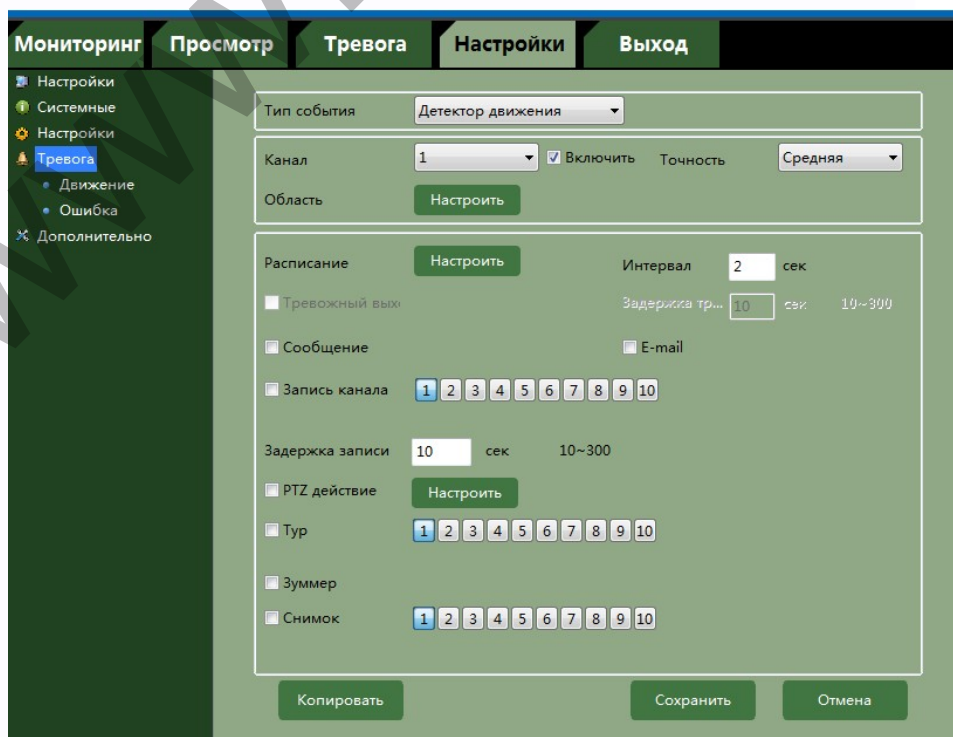 Мониторинг Просмотр Тревога Настройки Выход
Настройки
Системные
Настройки
Тревога
Движение
Ошибка
Дополнительно
Тип события Детектор движения
Канал 1 Включить Точность Средняя
Область Настроить
Расписание Настроить Интервал 2 сек
Тревожный вых Задержка тр... 10 сек 10~300
Сообщение E-mail
Запись канала 1 2 3 4 5 6 7 8 9 10
Задержка записи 10 сек 10~300
PTZ действие Настроить
Тур 1 2 3 4 5 6 7 8 9 10
Зуммер
Снимок 1 2 3 4 5 6 7 8 9 10
Копировать Сохранить Отмена